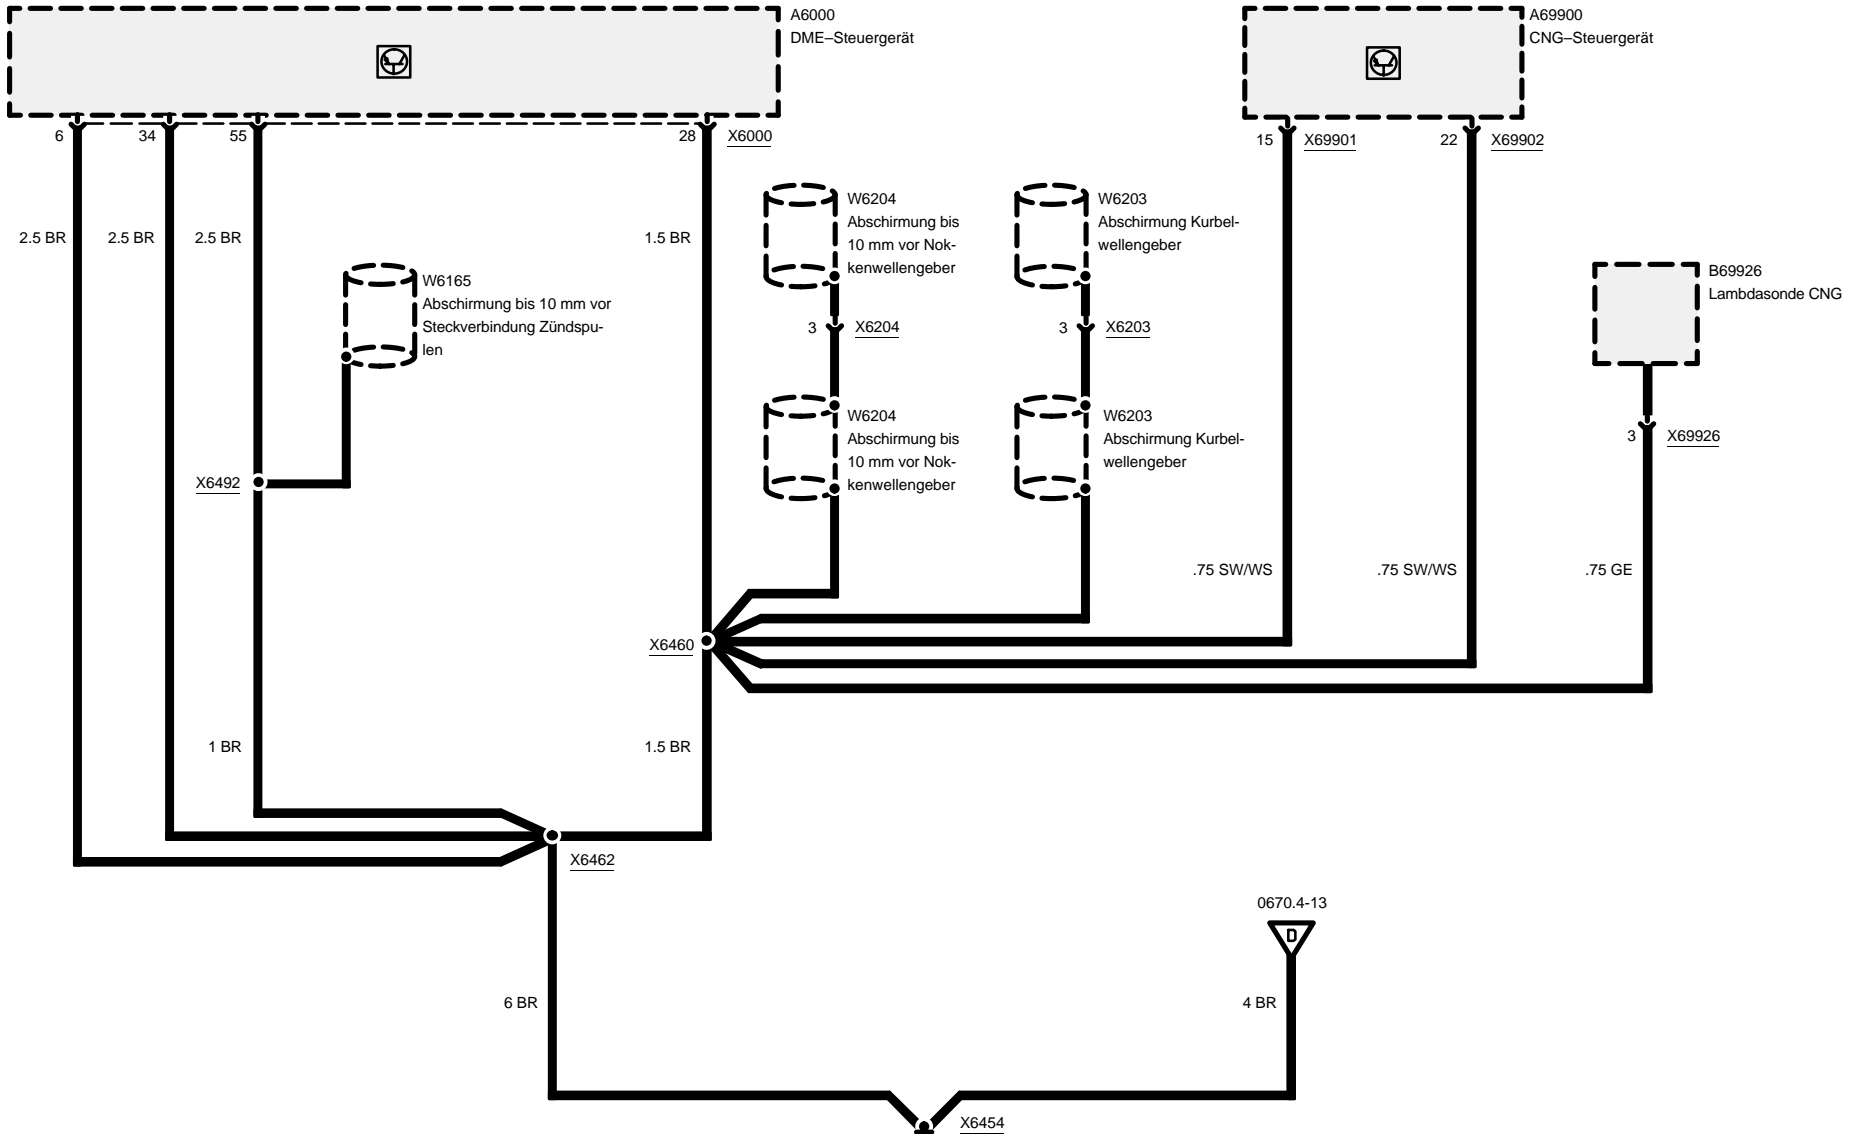 A6000
DME–Steuergerät
A69900
CNG–Steuergerät
6
34
55
28
X6000
15
X69901
22
X69902
W6204
Abschirmung bis
10 mm vor Nok-
kenwellengeber
W6203
Abschirmung Kurbel-
wellengeber
2.5 BR
2.5 BR
2.5 BR
1.5 BR
W6165
Abschirmung bis 10 mm vor
Steckverbindung Zündspu-
len
B69926
Lambdasonde CNG
3
X6204
3
X6203
W6204
Abschirmung bis
10 mm vor Nok-
kenwellengeber
W6203
Abschirmung Kurbel-
wellengeber
3
X69926
X6492
.75 SW/WS
.75 SW/WS
.75 GE
X6460
1 BR
1.5 BR
X6462
0670.4-13
D
6 BR
4 BR
X6454